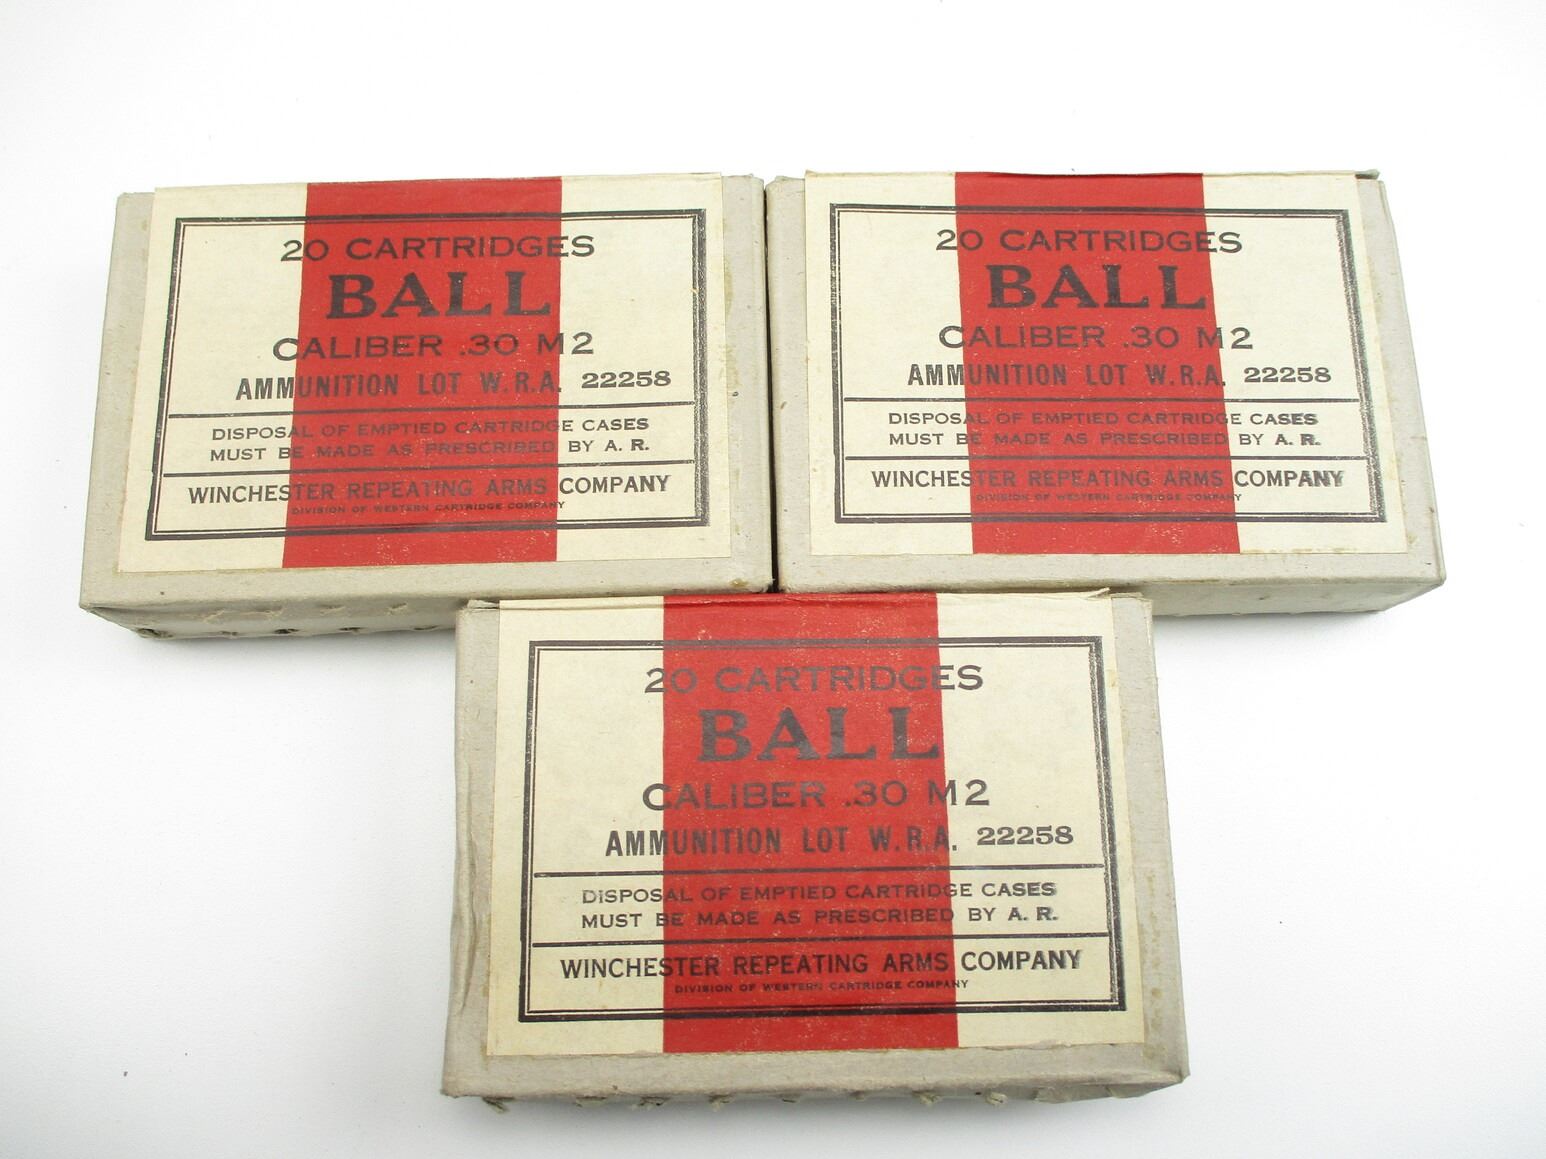 20 CARTRIDGES
BALL
CALIBER .30 M2
AMMUNITION LOT W.R.A. 22258
DISPOSAL OF EMPTIED CARTRIDGE CASES
MUST BE MADE AS PRESCRIBED BY A. R.
WINCHESTER REPEATING ARMS COMPANY
DIVISION OF WESTERN CARTRIDGE COMPANY
20 CARTRIDGES
BALL
CALIBER .30 M2
AMMUNITION LOT W.R.A. 22258
DISPOSAL OF EMPTIED CARTRIDGE CASES
MUST BE MADE AS PRESCRIBED BY A. R.
WINCHESTER REPEATING ARMS COMPANY
DIVISION OF WESTERN CARTRIDGE COMPANY
20 CARTRIDGES
BALL
CALIBER .30 M2
AMMUNITION LOT W.R.A. 22258
DISPOSAL OF EMPTIED CARTRIDGE CASES
MUST BE MADE AS PRESCRIBED BY A. R.
WINCHESTER REPEATING ARMS COMPANY
DIVISION OF WESTERN CARTRIDGE COMPANY